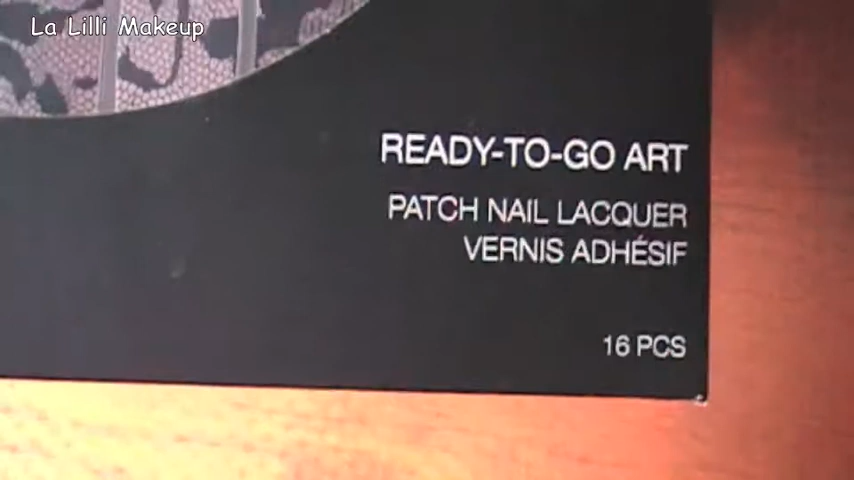 La Lilli Makeup
READY-TO-GO ART
PATCH NAIL LACQUER
VERNIS ADHÉSIF
16 PCS